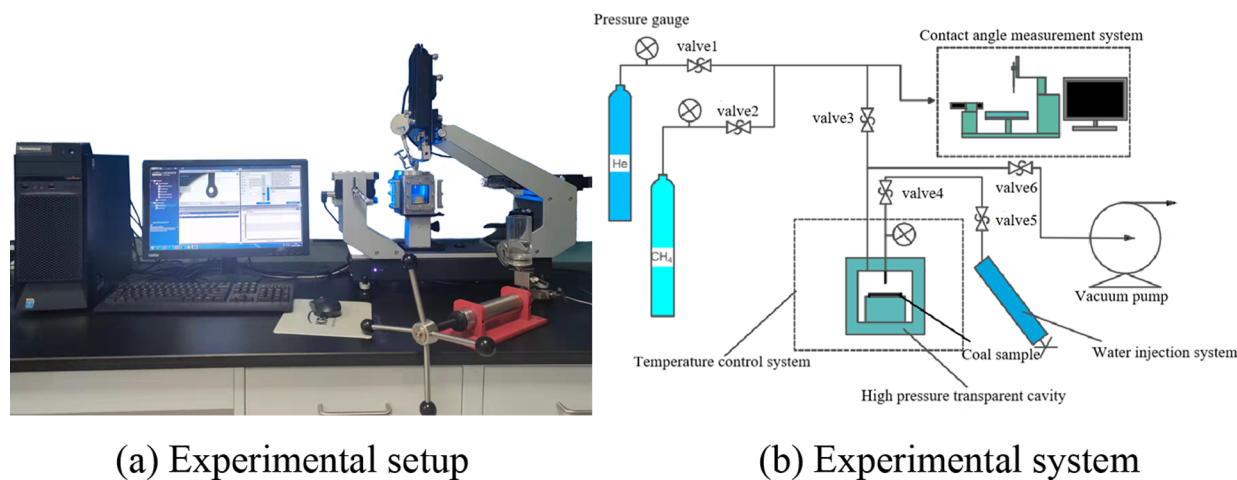 Pressure gauge
valve1
Contact angle measurement system
valve2
valve3
He
valve6
valve4
valve5
CH₄
Vacuum pump
Temperature control system
Coal sample
Water injection system
High pressure transparent cavity
(a) Experimental setup
(b) Experimental system